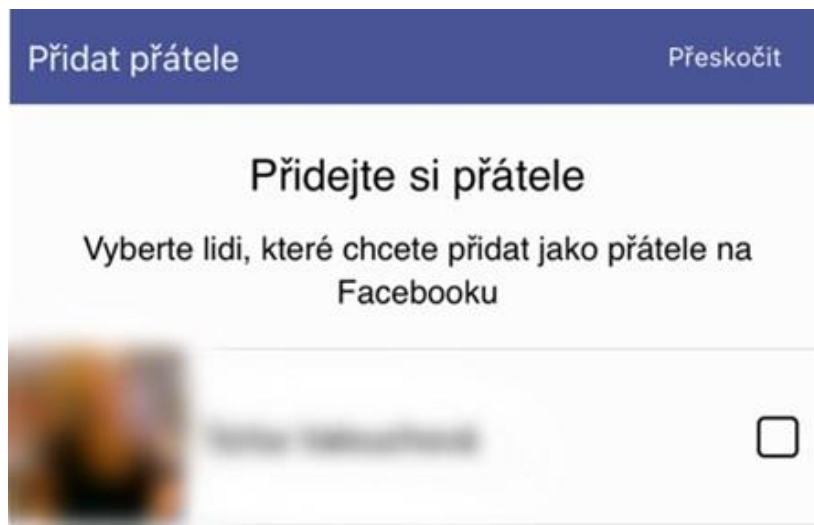 Přidat přátele
Přeskočit
Přidejte si přátele
Vyberte lidi, které chcete přidat jako přátele na
Facebooku